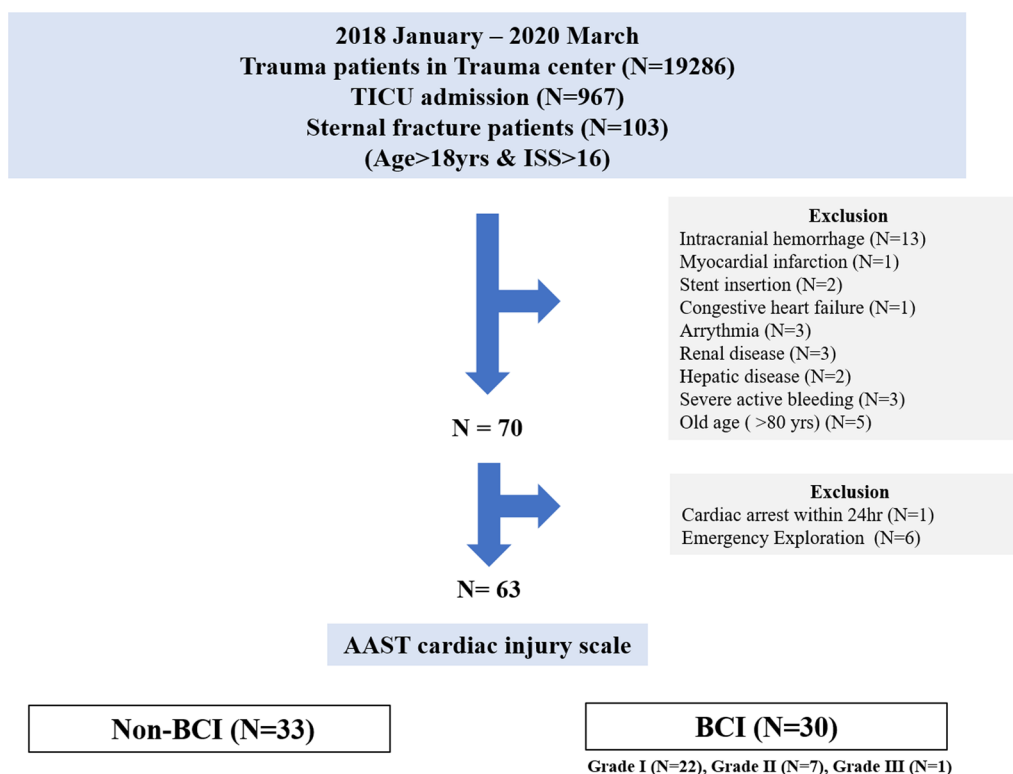 2018 January – 2020 March
Trauma patients in Trauma center (N=19286)
TICU admission (N=967)
Sternal fracture patients (N=103)
(Age>18yrs & ISS>16)
Exclusion
Intracranial hemorrhage (N=13)
Myocardial infarction (N=1)
Stent insertion (N=2)
Congestive heart failure (N=1)
Arrythmia (N=3)
Renal disease (N=3)
Hepatic disease (N=2)
Severe active bleeding (N=3)
Old age ( >80 yrs) (N=5)
N = 70
Exclusion
Cardiac arrest within 24hr (N=1)
Emergency Exploration  (N=6)
N= 63
AAST cardiac injury scale
Non-BCI (N=33)
BCI (N=30)
Grade I (N=22), Grade II (N=7), Grade III (N=1)